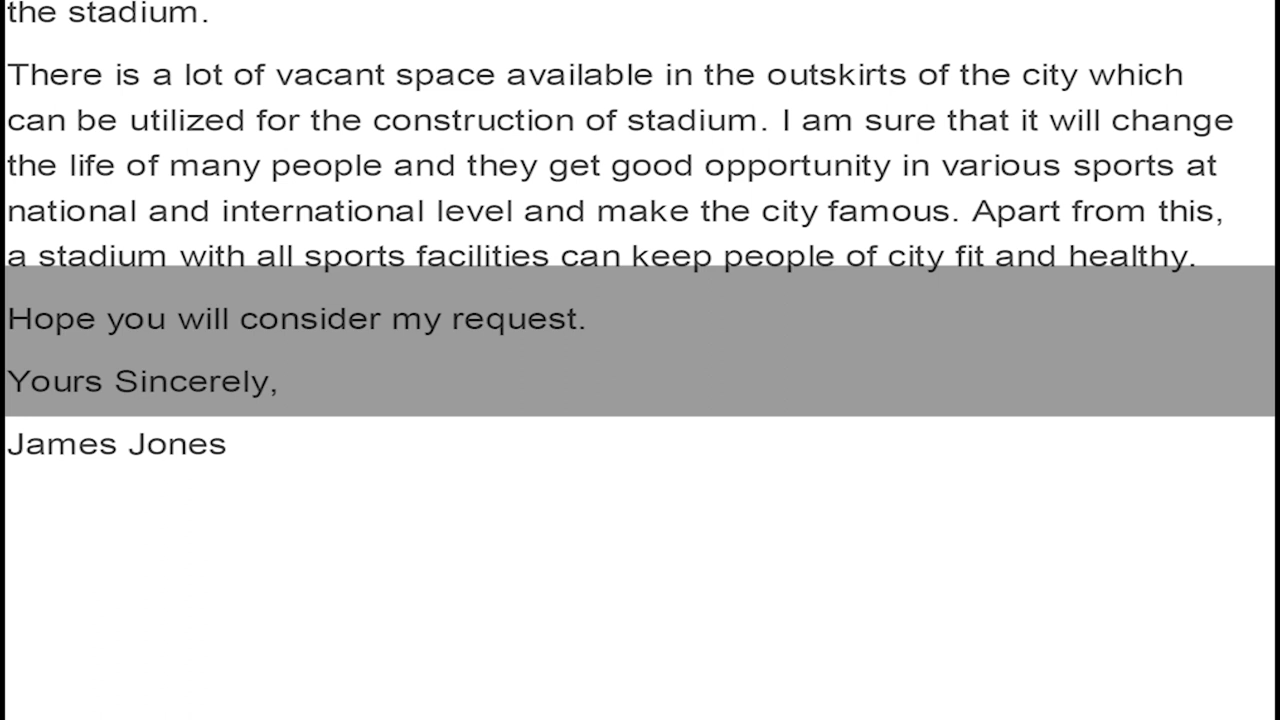 the stadium.
There is a lot of vacant space available in the outskirts of the city which
can be utilized for the construction of stadium. I am sure that it will change
the life of many people and they get good opportunity in various sports at
national and international level and make the city famous. Apart from this,
a stadium with all sports facilities can keep people of city fit and healthy.
Hope you will consider my request.
Yours Sincerely,
James Jones